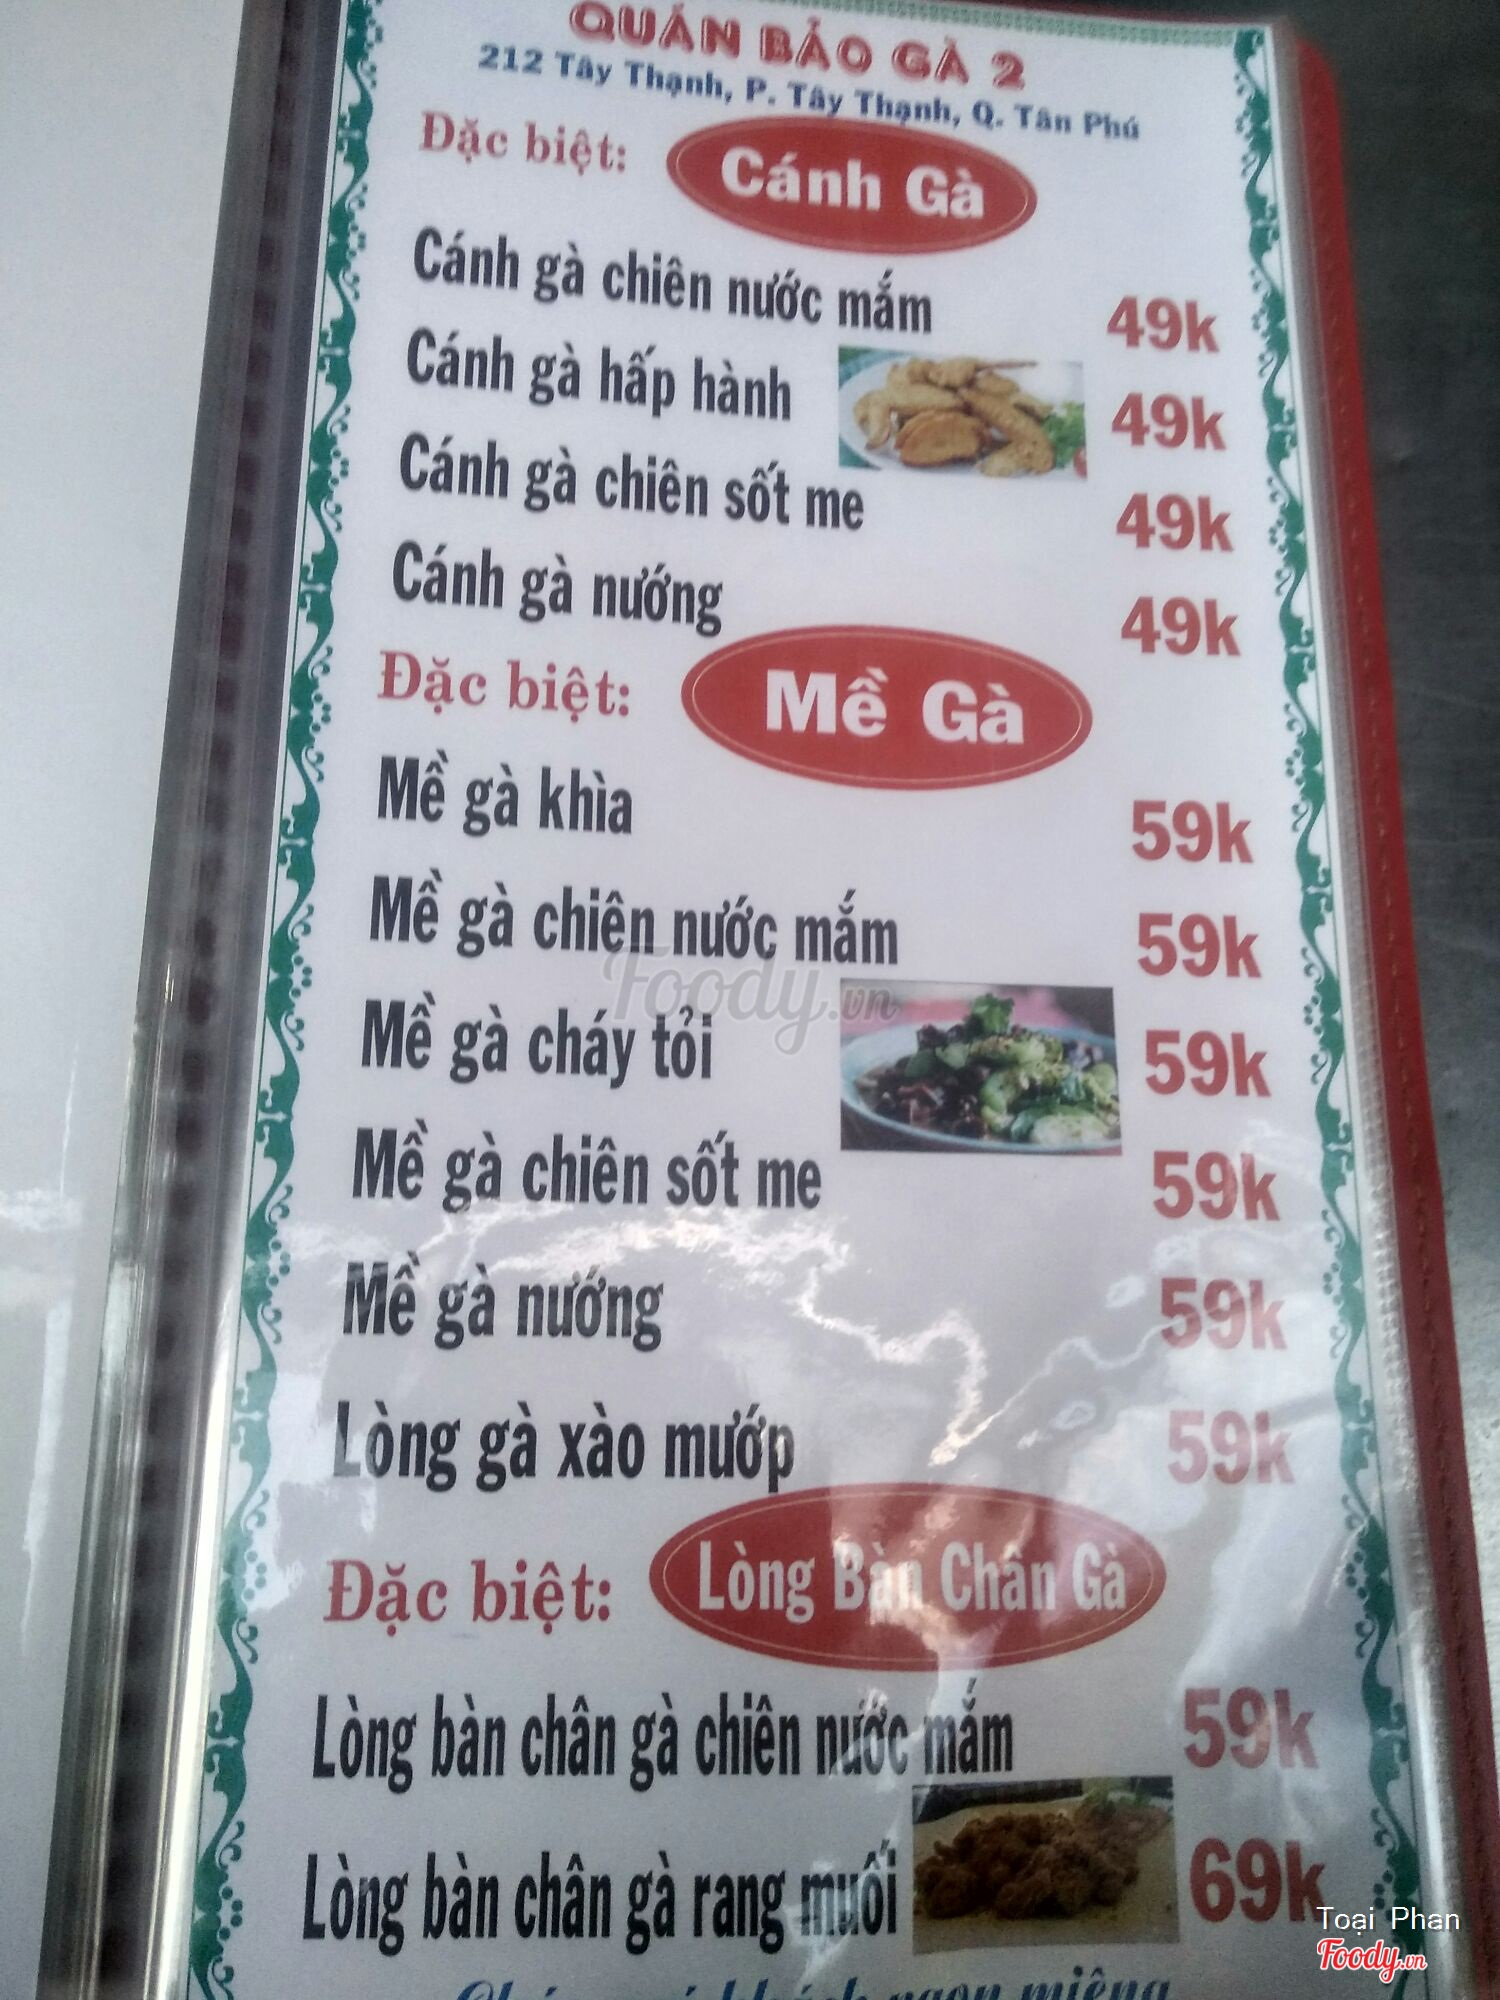 QUÁN BẢO GÀ 2
212 Tây Thạnh, P. Tây Thạnh, Q. Tân Phú
Đặc biệt: Cánh Gà
Cánh gà chiên nước mắm 49k
Cánh gà hấp hành 49k
Cánh gà chiên sốt me 49k
Cánh gà nướng 49k
Đặc biệt: Mề Gà
Mề gà khìa 59k
Mề gà chiên nước mắm 59k
Foody.vn
Mề gà cháy tỏi 59k
Mề gà chiên sốt me 59k
Mề gà nướng 59k
Lòng gà xào mướp 59k
Đặc biệt: Lòng Bàn Chân Gà
Lòng bàn chân gà chiên nước mắm 59k
Lòng bàn chân gà rang muối 69k
Toại Phan
Foody.vn
khách ngon miệng